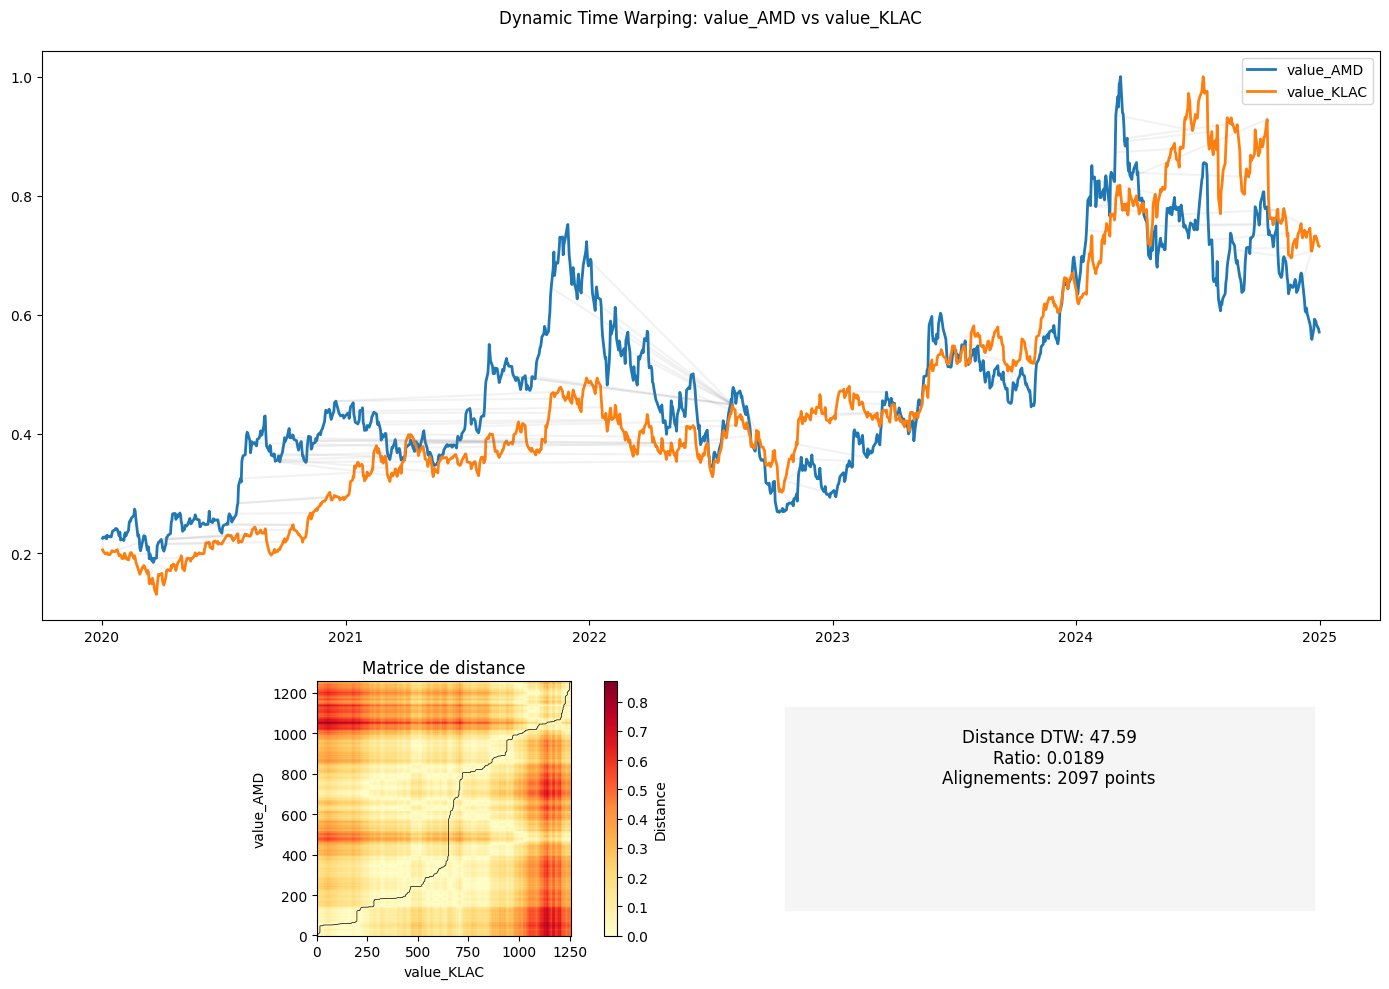 Dynamic Time Warping: value_AMD vs value_KLAC
1.0
0.8
0.6
0.4
0.2
value_AMD
value_KLAC
2020 2021 2022 2023 2024 2025
Matrice de distance
1200
1000
800
600
400
200
0
value_AMD
0 250 500 750 1000 1250
value_KLAC
0.8
0.7
0.6
0.5
0.4
0.3
0.2
0.1
0.0
Distance
Distance DTW: 47.59
Ratio: 0.0189
Alignements: 2097 points